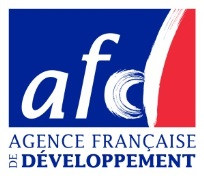 afd
AGENCE FRANÇAISE
DE DÉVELOPPEMENT